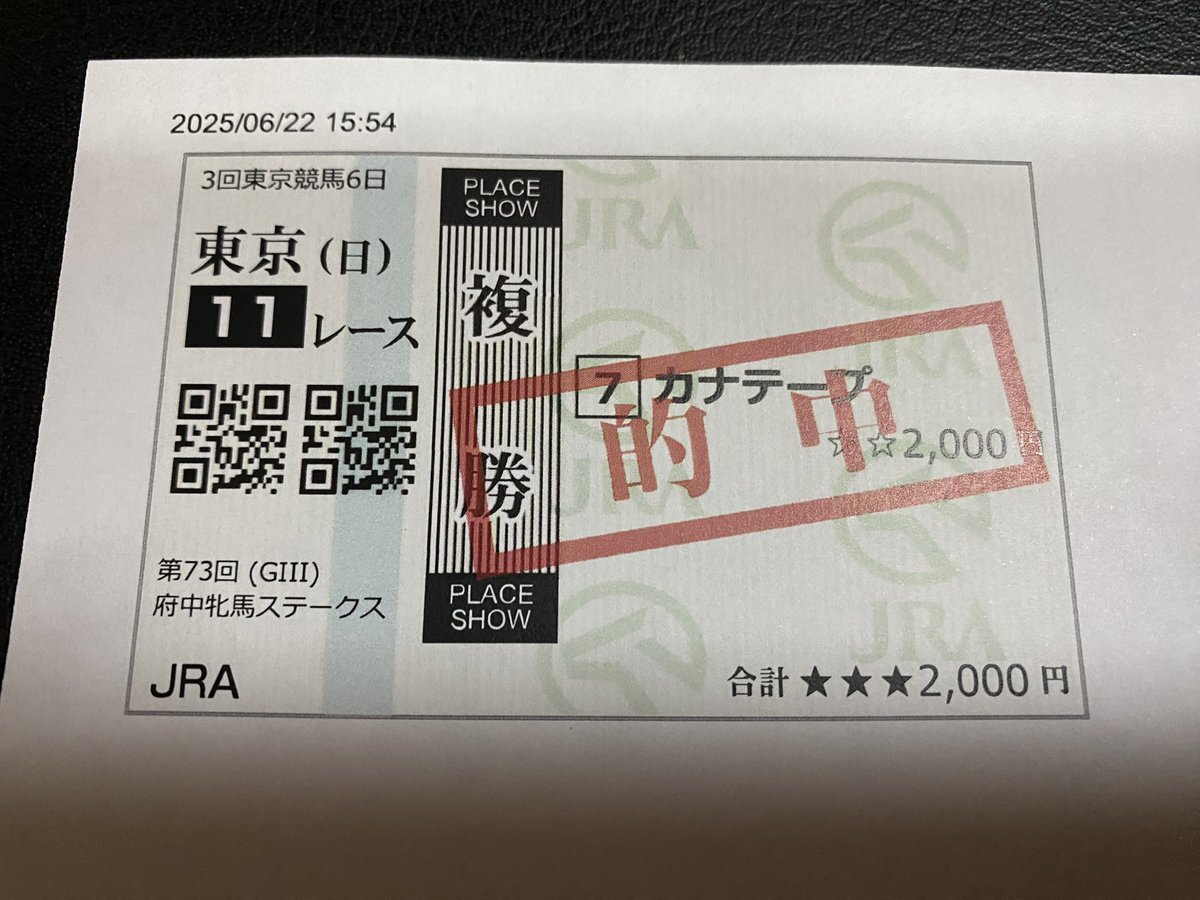 2025/06/22 15:54
3回東京競馬6日
東京(日)
11レース
第73回 (GIII)
府中牝馬ステークス
JRA
PLACE
SHOW
複
勝
PLACE
SHOW
7 カナテープ
☆☆2,000円
的中
合計★★★2,000円
JRA
JRA
JRA
JRA